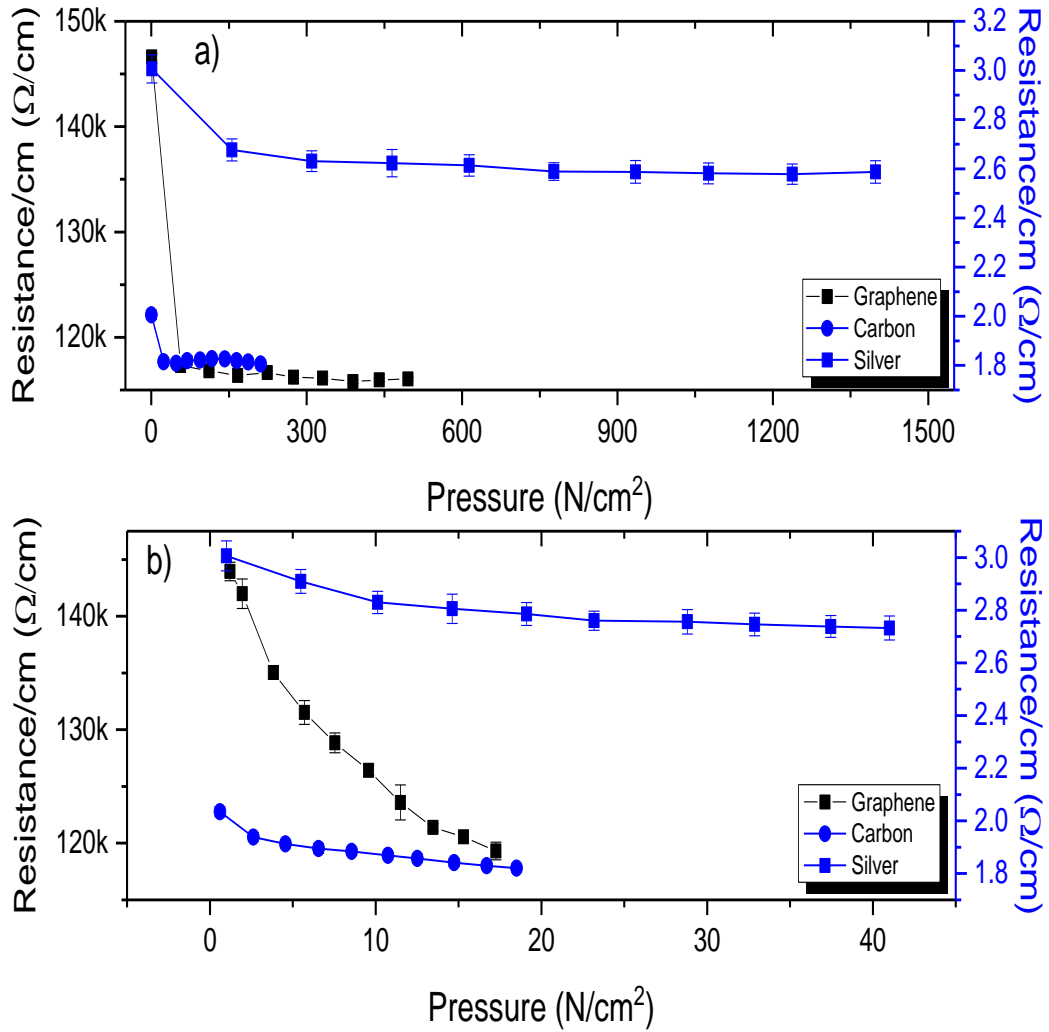 a)
150k
140k
130k
120k
Resistance/cm (Ω/cm)
3.2
3.0
2.8
2.6
2.4
2.2
2.0
1.8
Resistance/cm (Ω/cm)
Graphene
Carbon
Silver
0 300 600 900 1200 1500
Pressure (N/cm²)
b)
140k
130k
120k
Resistance/cm (Ω/cm)
3.0
2.8
2.6
2.4
2.2
2.0
1.8
Resistance/cm (Ω/cm)
Graphene
Carbon
Silver
0 10 20 30 40
Pressure (N/cm²)